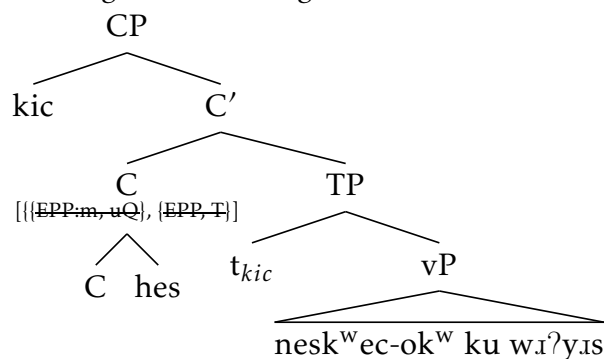 CP
kic C′
C TP
[{{EPP:m, uQ}, {EPP, T}]
C hes t_kic vP
neskʷec-okʷ ku wɹʔyɹs